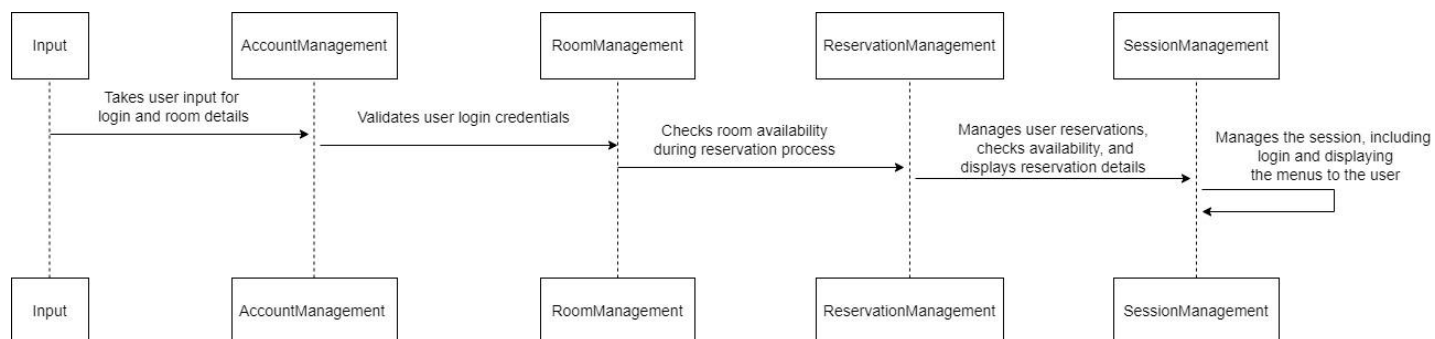 Input
AccountManagement
RoomManagement
ReservationManagement
SessionManagement
Takes user input for
login and room details
Validates user login credentials
Checks room availability
during reservation process
Manages user reservations,
checks availability, and
displays reservation details
Manages the session, including
login and displaying
the menus to the user
Input
AccountManagement
RoomManagement
ReservationManagement
SessionManagement